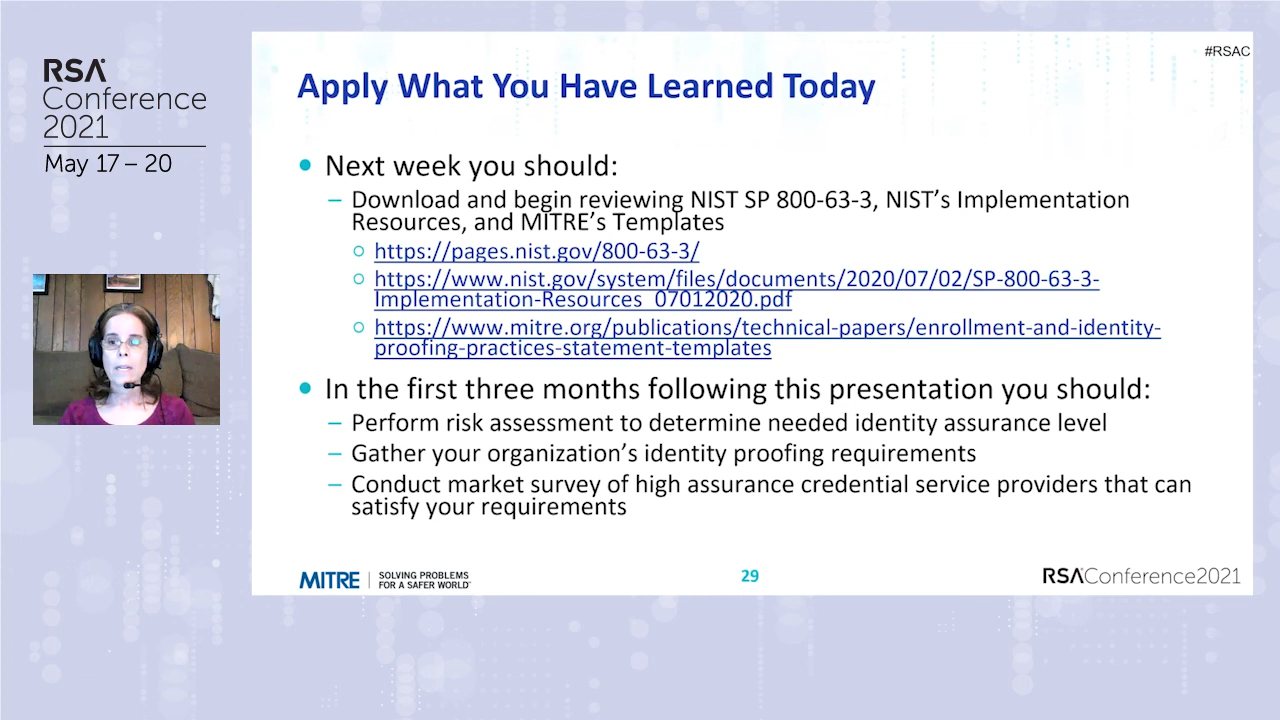 RSA
Conference
2021
May 17 – 20
#RSAC
Apply What You Have Learned Today
• Next week you should:
– Download and begin reviewing NIST SP 800-63-3, NIST's Implementation
Resources, and MITRE's Templates
○ https://pages.nist.gov/800-63-3/
○ https://www.nist.gov/system/files/documents/2020/07/02/SP-800-63-3-
Implementation-Resources_07012020.pdf
○ https://www.mitre.org/publications/technical-papers/enrollment-and-identity-
proofing-practices-statement-templates
• In the first three months following this presentation you should:
– Perform risk assessment to determine needed identity assurance level
– Gather your organization's identity proofing requirements
– Conduct market survey of high assurance credential service providers that can
satisfy your requirements
MITRE | SOLVING PROBLEMS
FOR A SAFER WORLD
29
RSAConference2021